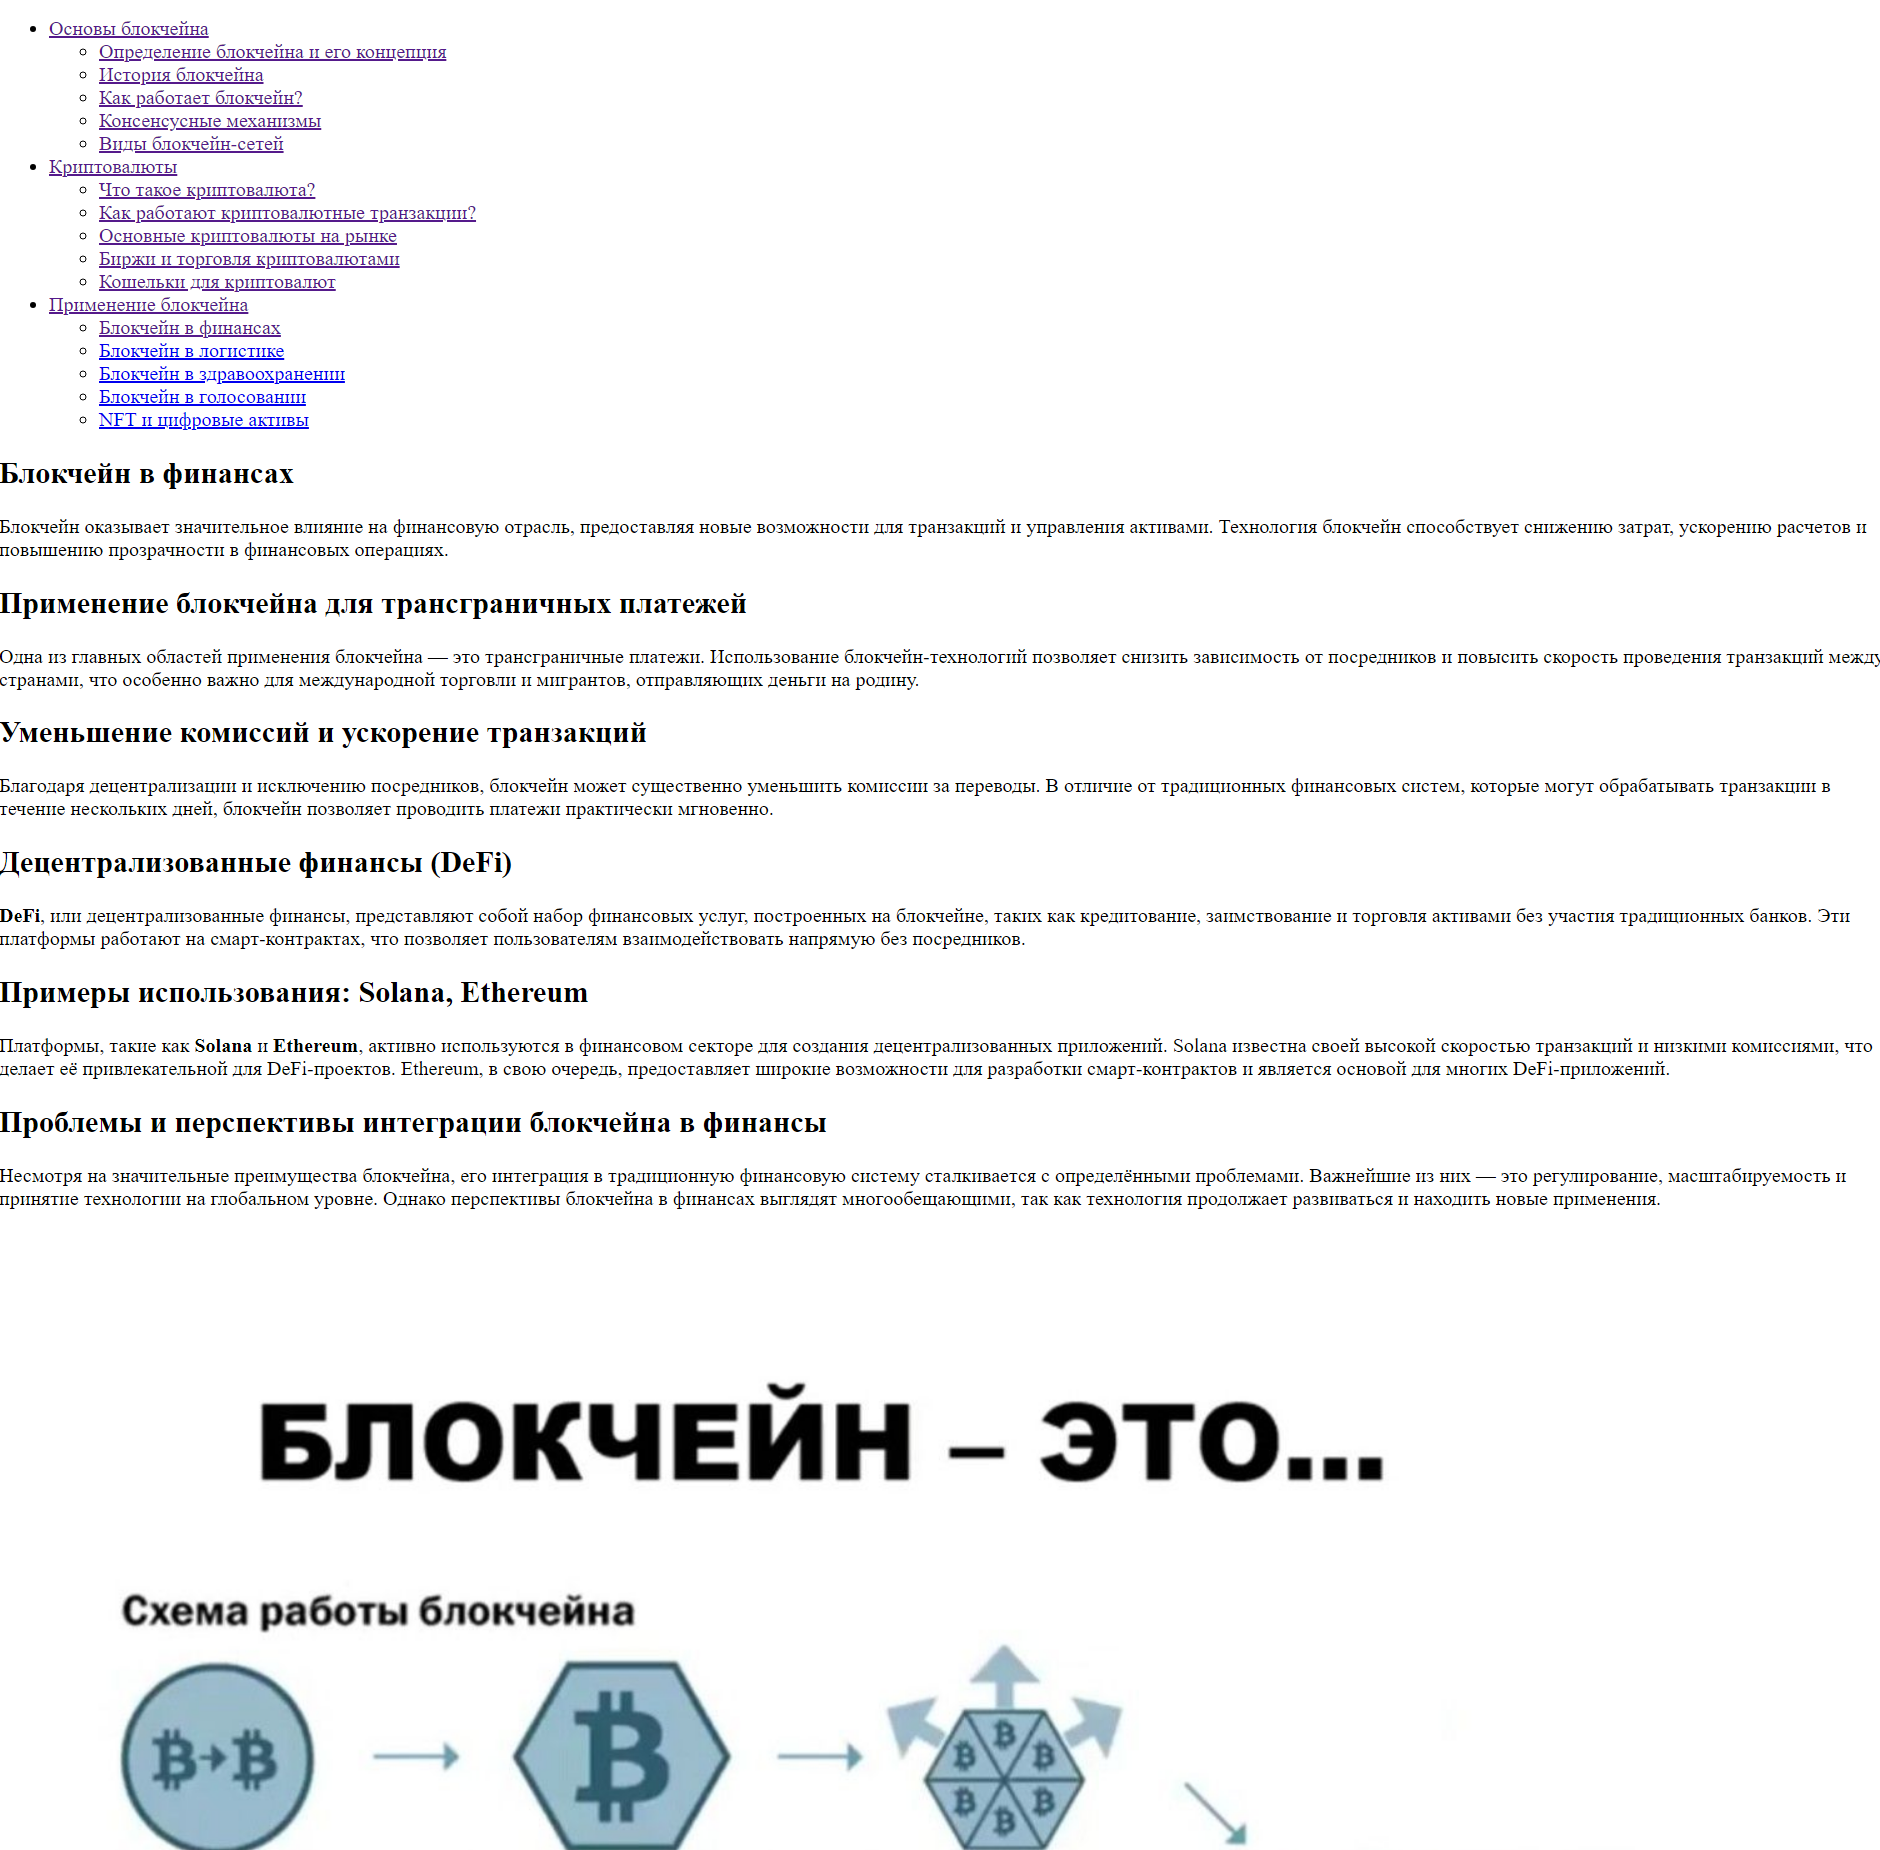 Основы блокчейна
Определение блокчейна и его концепция
История блокчейна
Как работает блокчейн?
Консенсусные механизмы
Виды блокчейн-сетей
Криптовалюты
Что такое криптовалюта?
Как работают криптовалютные транзакции?
Основные криптовалюты на рынке
Биржи и торговля криптовалютами
Кошельки для криптовалют
Применение блокчейна
Блокчейн в финансах
Блокчейн в логистике
Блокчейн в здравоохранении
Блокчейн в голосовании
NFT и цифровые активы
Блокчейн в финансах
Блокчейн оказывает значительное влияние на финансовую отрасль, предоставляя новые возможности для транзакций и управления активами. Технология блокчейн способствует снижению затрат, ускорению расчетов и
повышению прозрачности в финансовых операциях.
Применение блокчейна для трансграничных платежей
Одна из главных областей применения блокчейна — это трансграничные платежи. Использование блокчейн-технологий позволяет снизить зависимость от посредников и повысить скорость проведения транзакций между
странами, что особенно важно для международной торговли и мигрантов, отправляющих деньги на родину.
Уменьшение комиссий и ускорение транзакций
Благодаря децентрализации и исключению посредников, блокчейн может существенно уменьшить комиссии за переводы. В отличие от традиционных финансовых систем, которые могут обрабатывать транзакции в
течение нескольких дней, блокчейн позволяет проводить платежи практически мгновенно.
Децентрализованные финансы (DeFi)
DeFi, или децентрализованные финансы, представляют собой набор финансовых услуг, построенных на блокчейне, таких как кредитование, заимствование и торговля активами без участия традиционных банков. Эти
платформы работают на смарт-контрактах, что позволяет пользователям взаимодействовать напрямую без посредников.
Примеры использования: Solana, Ethereum
Платформы, такие как Solana и Ethereum, активно используются в финансовом секторе для создания децентрализованных приложений. Solana известна своей высокой скоростью транзакций и низкими комиссиями, что
делает её привлекательной для DeFi-проектов. Ethereum, в свою очередь, предоставляет широкие возможности для разработки смарт-контрактов и является основой для многих DeFi-приложений.
Проблемы и перспективы интеграции блокчейна в финансы
Несмотря на значительные преимущества блокчейна, его интеграция в традиционную финансовую систему сталкивается с определёнными проблемами. Важнейшие из них — это регулирование, масштабируемость и
принятие технологии на глобальном уровне. Однако перспективы блокчейна в финансах выглядят многообещающими, так как технология продолжает развиваться и находить новые применения.
БЛОКЧЕЙН – ЭТО...
Схема работы блокчейна